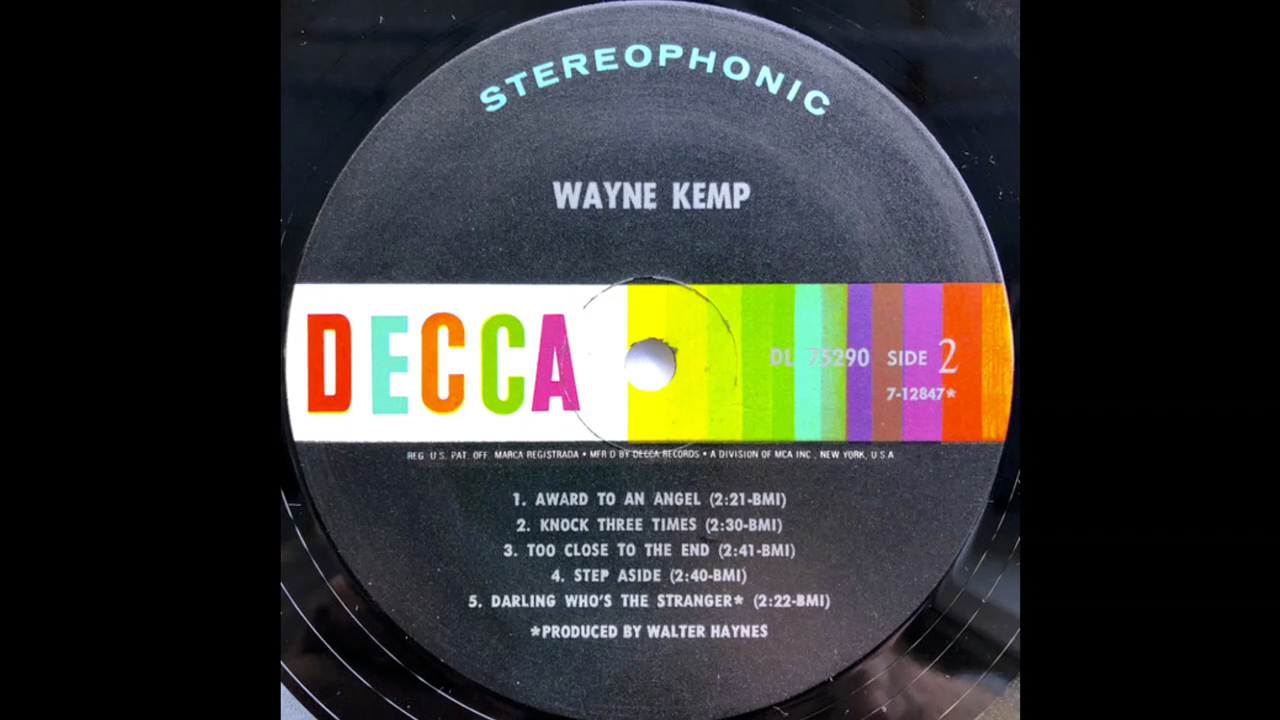 STEREOPHONIC
WAYNE KEMP
DECCA
DL 75290 SIDE 2
7-12847*
REG. U.S. PAT. OFF. MARCA REGISTRADA • MFR'D BY DECCA RECORDS • A DIVISION OF MCA INC., NEW YORK, U.S.A
1. AWARD TO AN ANGEL (2:21-BMI)
2. KNOCK THREE TIMES (2:30-BMI)
3. TOO CLOSE TO THE END (2:41-BMI)
4. STEP ASIDE (2:40-BMI)
5. DARLING WHO'S THE STRANGER* (2:22-BMI)
*PRODUCED BY WALTER HAYNES